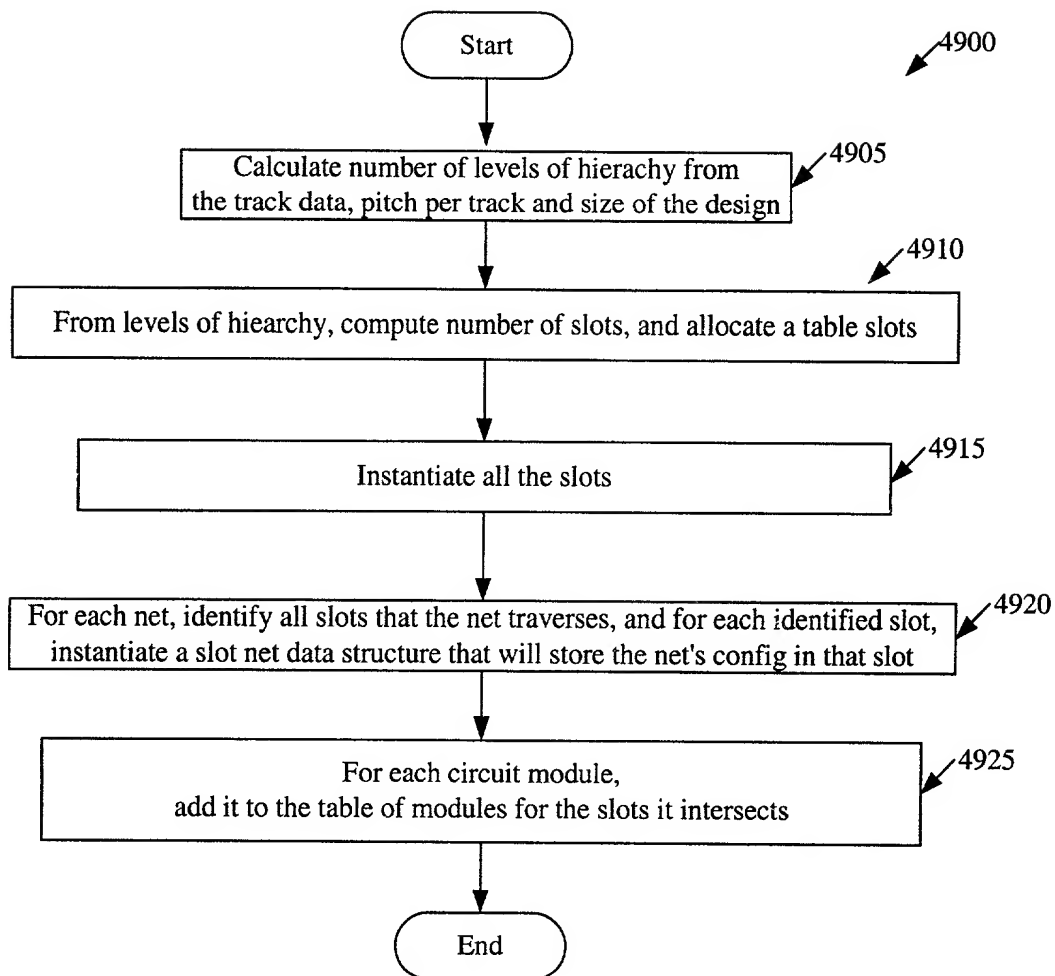 Start
4900
Calculate number of levels of hierachy from
the track data, pitch per track and size of the design
4905
4910
From levels of hiearchy, compute number of slots, and allocate a table slots
4915
Instantiate all the slots
4920
For each net, identify all slots that the net traverses, and for each identified slot,
instantiate a slot net data structure that will store the net's config in that slot
4925
For each circuit module,
add it to the table of modules for the slots it intersects
End